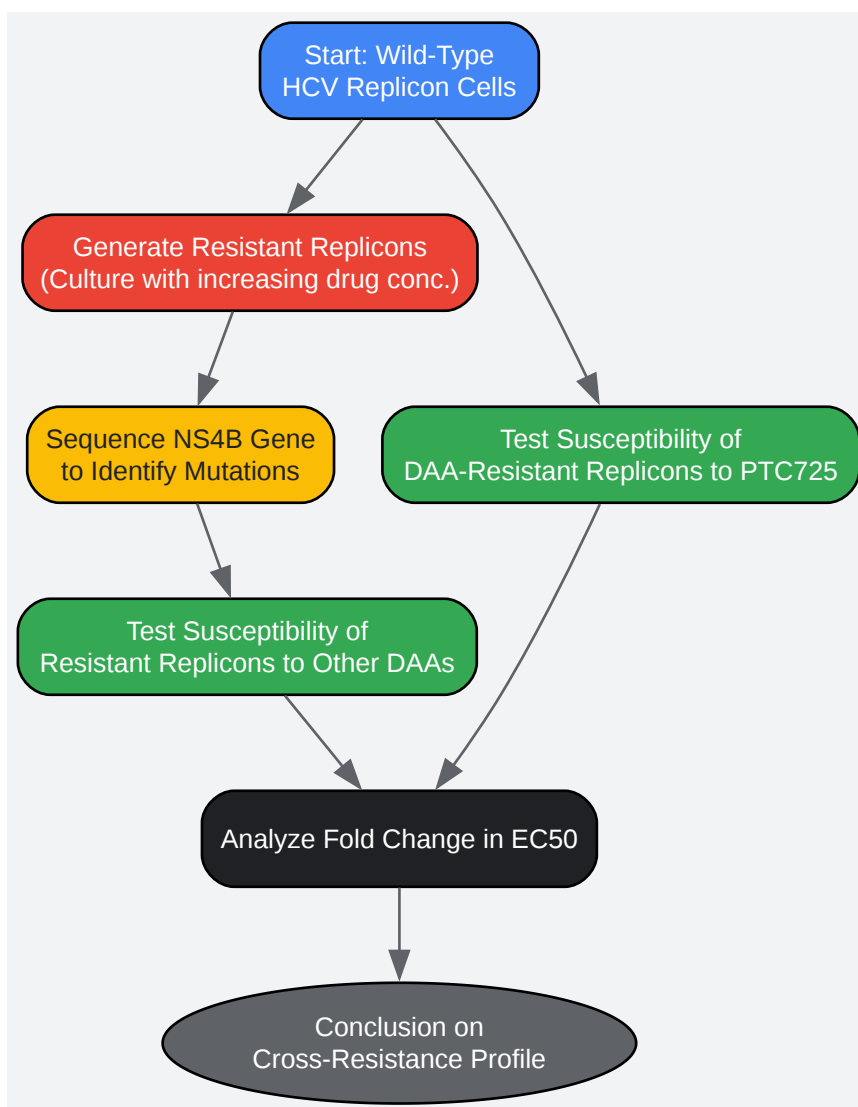 Start: Wild-Type
HCV Replicon Cells
Generate Resistant Replicons
(Culture with increasing drug conc.)
Sequence NS4B Gene
to Identify Mutations
Test Susceptibility of
DAA-Resistant Replicons to PTC725
Test Susceptibility of
Resistant Replicons to Other DAAs
Analyze Fold Change in EC50
Conclusion on
Cross-Resistance Profile